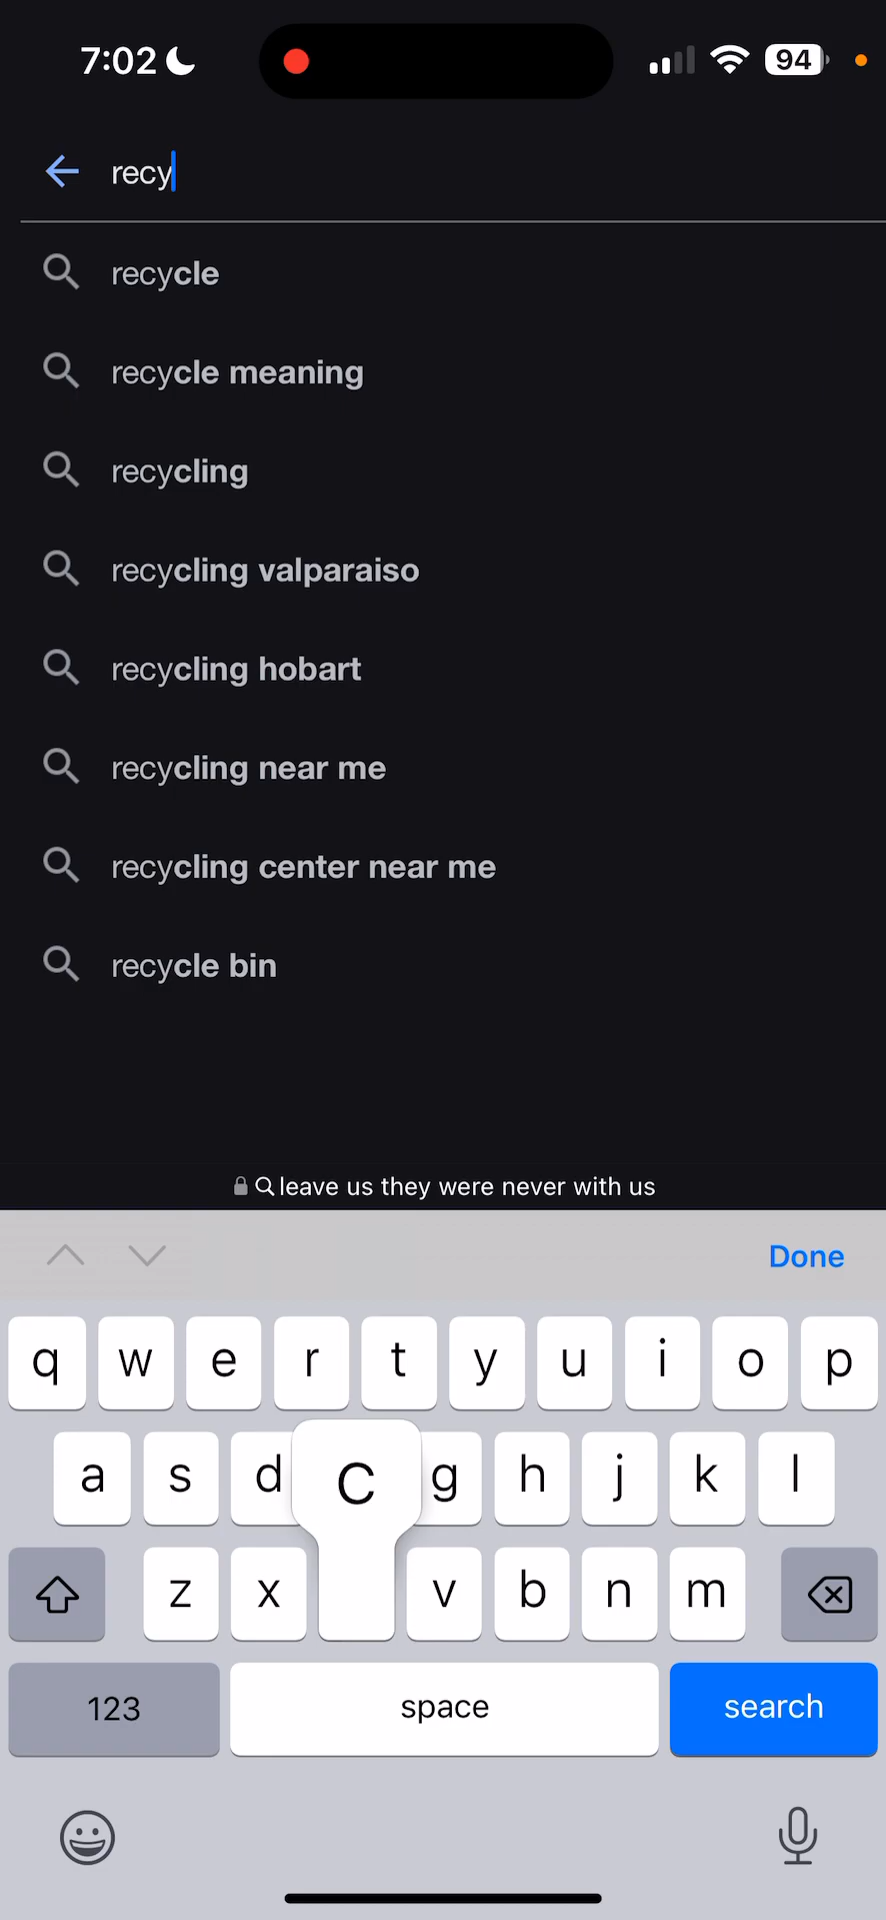 7:02
94
recy
recycle
recycle meaning
recycling
recycling valparaiso
recycling hobart
recycling near me
recycling center near me
recycle bin
leave us they were never with us
Done
q w e r t y u i o p
a s d c g h j k l
z x v b n m
123 space search